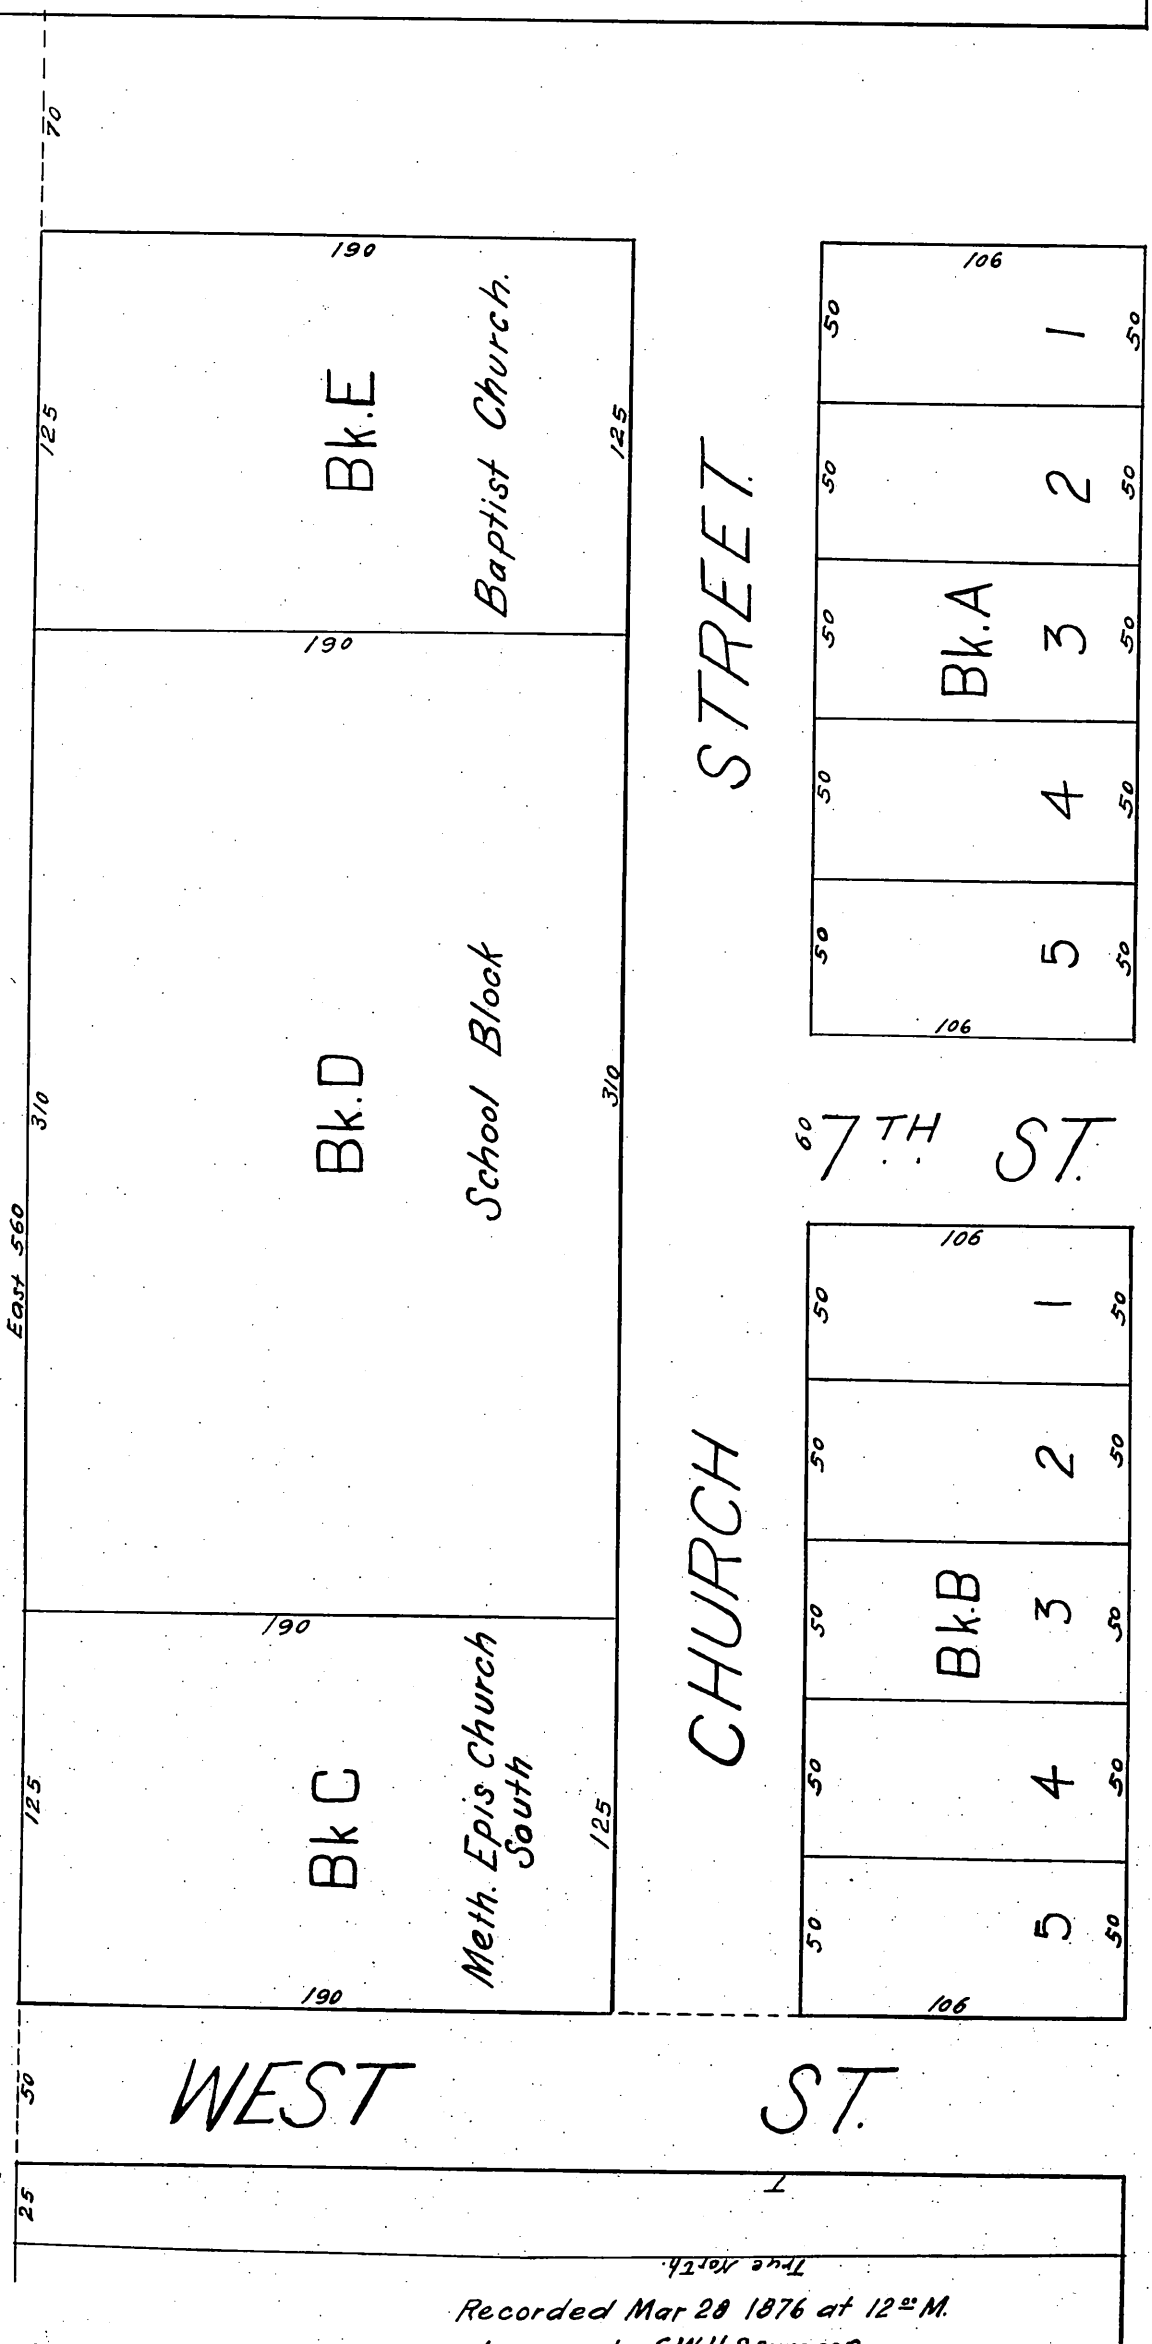 70
190
125
Bk.E
Baptist Church.
125
190
310
East 560
Bk.D
School Block
310
190
125
Bk C
Meth. Epis Church
South
125
190
CHURCH STREET.
106
50 1 50
50 2 50
50 Bk.A 3 50
50 4 50
50 5 50
106
60 7TH ST.
106
50 1 50
50 2 50
50 Bk.B 3 50
50 4 50
50 5 50
106
50
WEST ST.
25
True North.
Recorded Mar 28 1876 at 12 M.